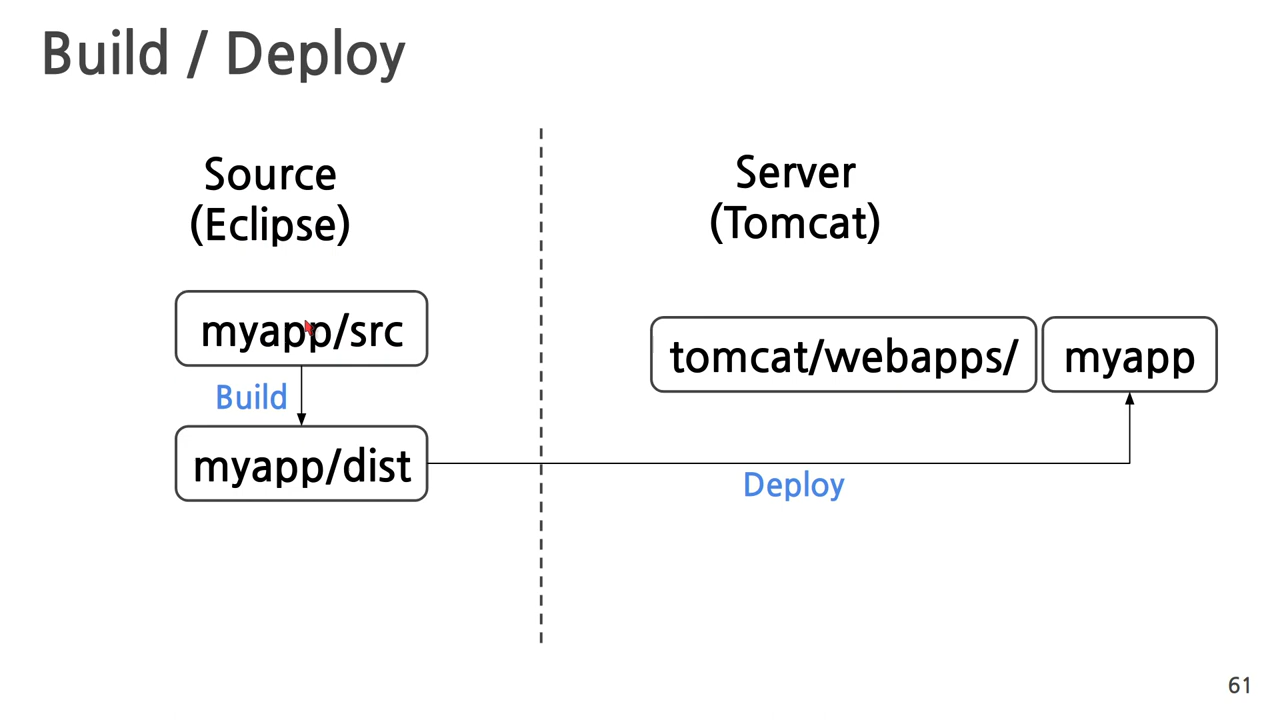 Build / Deploy
Source
(Eclipse)
Server
(Tomcat)
myapp/src
tomcat/webapps/
myapp
Build
myapp/dist
Deploy
61